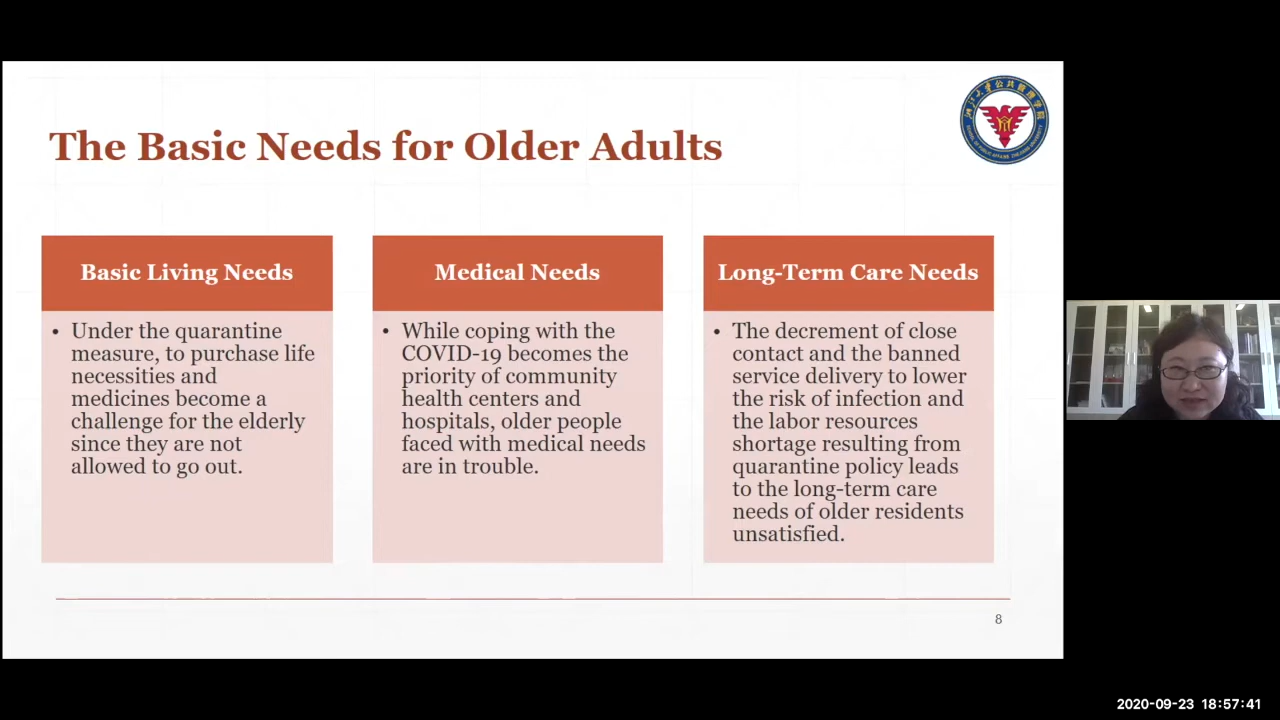 The Basic Needs for Older Adults
Basic Living Needs
• Under the quarantine
measure, to purchase life
necessities and
medicines become a
challenge for the elderly
since they are not
allowed to go out.
Medical Needs
• While coping with the
COVID-19 becomes the
priority of community
health centers and
hospitals, older people
faced with medical needs
are in trouble.
Long-Term Care Needs
• The decrement of close
contact and the banned
service delivery to lower
the risk of infection and
the labor resources
shortage resulting from
quarantine policy leads
to the long-term care
needs of older residents
unsatisfied.
8
2020-09-23 18:57:41